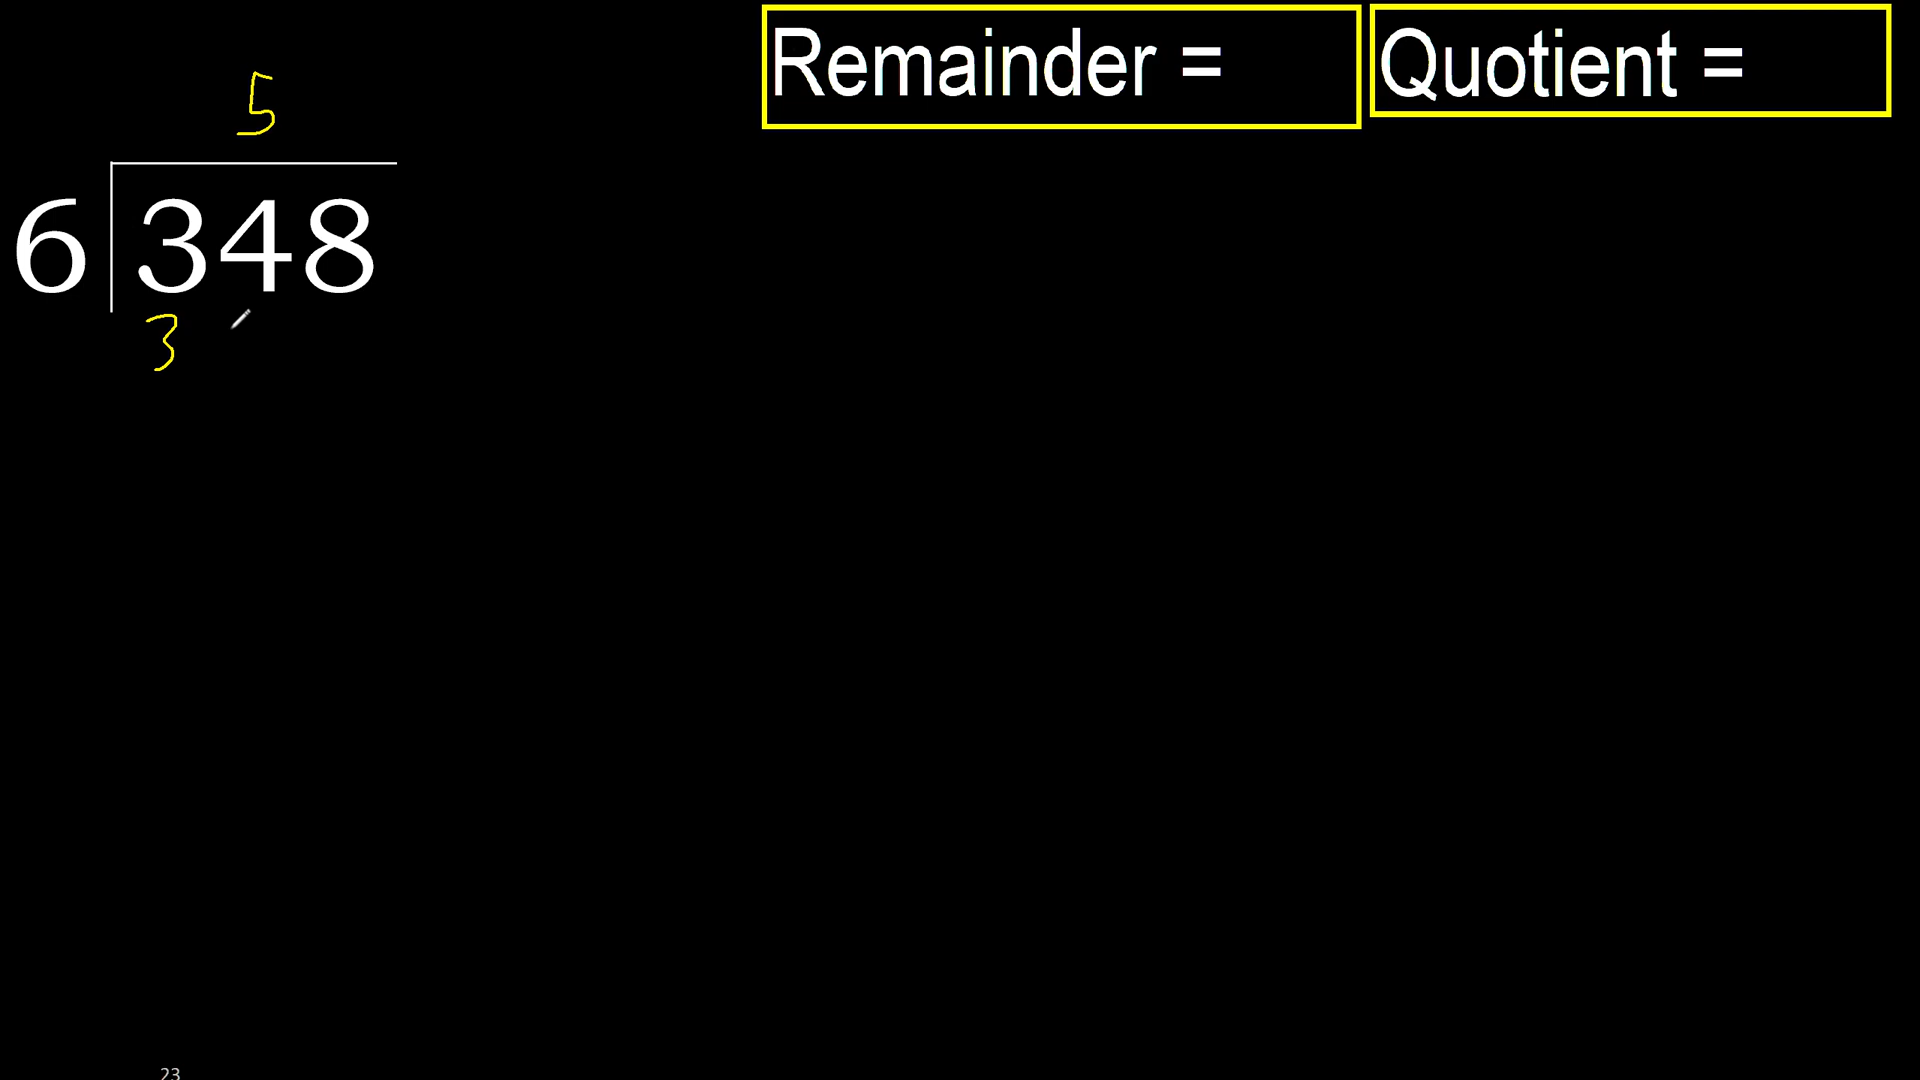 Remainder = Quotient =
5
6 348
3
23